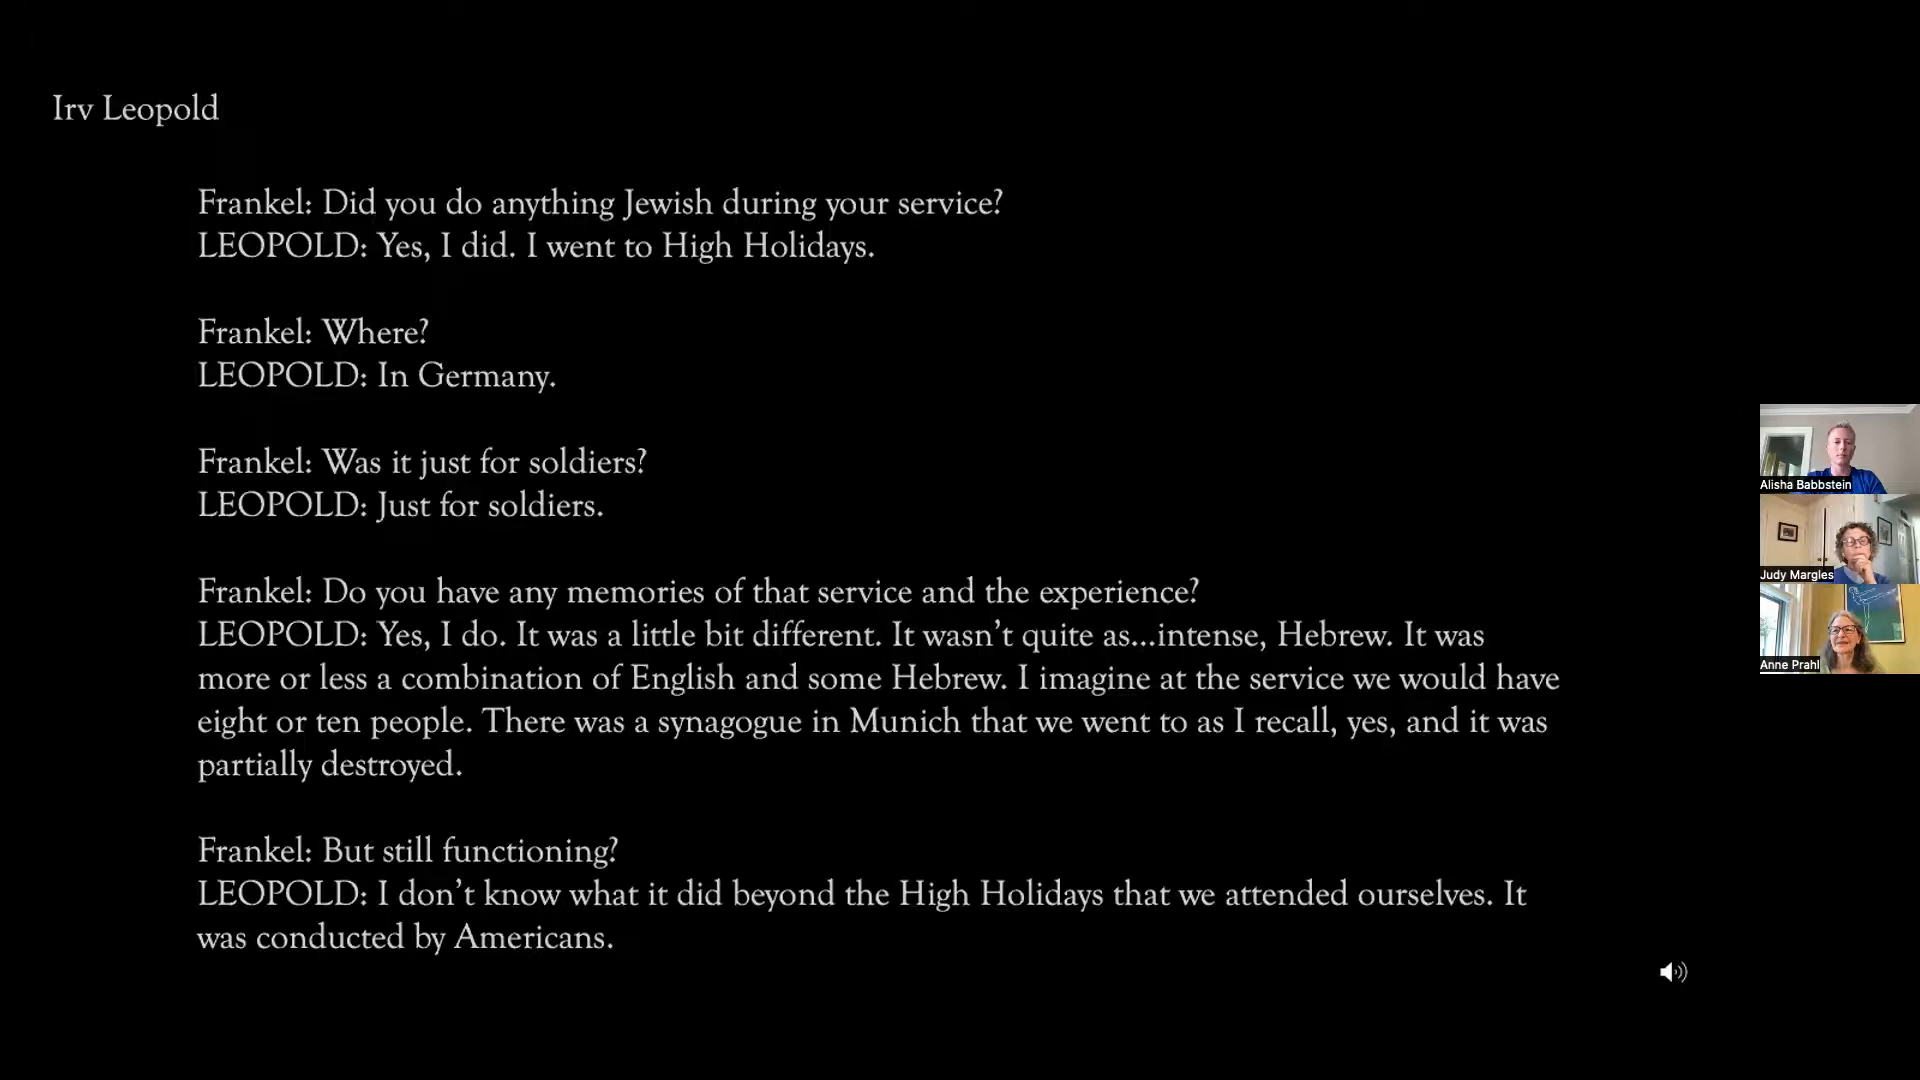 Irv Leopold
Frankel: Did you do anything Jewish during your service?
LEOPOLD: Yes, I did. I went to High Holidays.
Frankel: Where?
LEOPOLD: In Germany.
Frankel: Was it just for soldiers?
LEOPOLD: Just for soldiers.
Frankel: Do you have any memories of that service and the experience?
LEOPOLD: Yes, I do. It was a little bit different. It wasn’t quite as…intense, Hebrew. It was
more or less a combination of English and some Hebrew. I imagine at the service we would have
eight or ten people. There was a synagogue in Munich that we went to as I recall, yes, and it was
partially destroyed.
Frankel: But still functioning?
LEOPOLD: I don’t know what it did beyond the High Holidays that we attended ourselves. It
was conducted by Americans.
Alisha Babbstein
Judy Margles
Anne Prahl